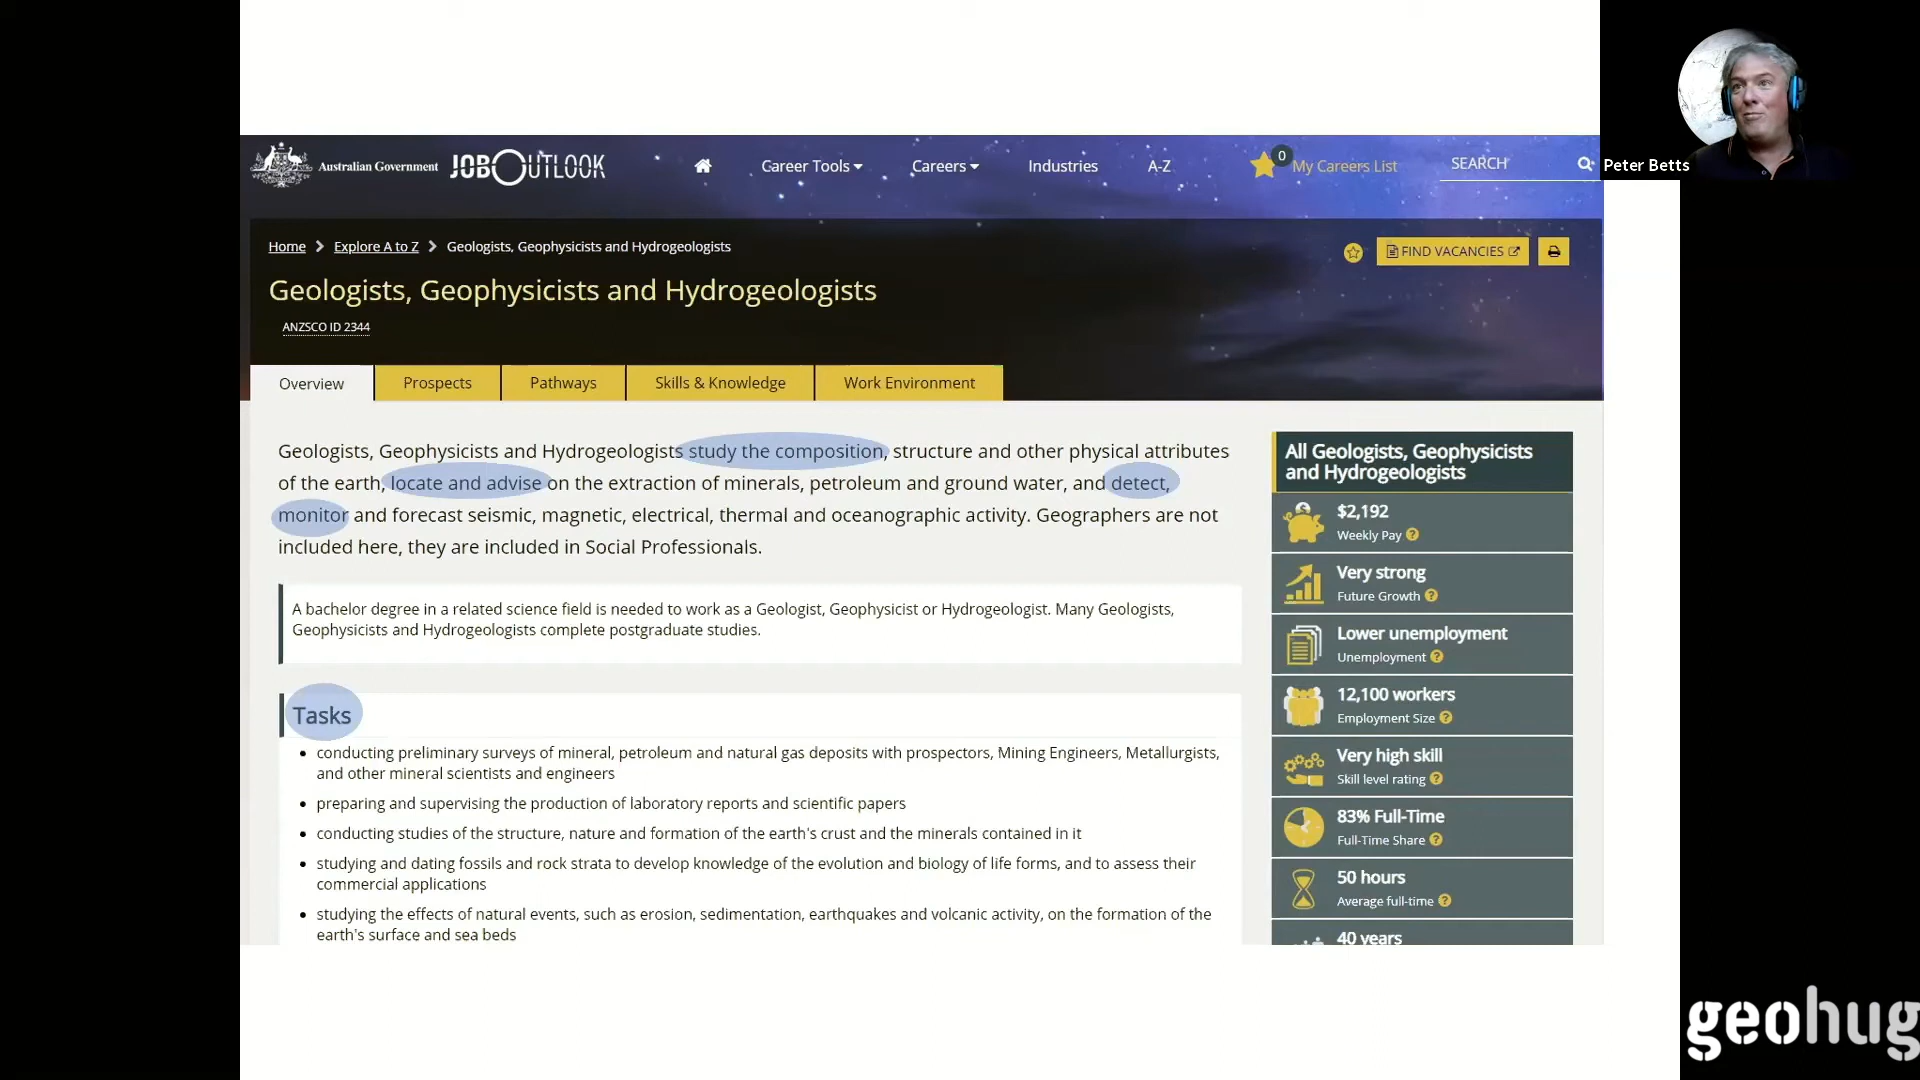 Australian Government JOBOUTLOOK
Career Tools
Careers
Industries
A-Z
0
My Careers List
SEARCH
Peter Betts
Home > Explore A to Z > Geologists, Geophysicists and Hydrogeologists
FIND VACANCIES
Geologists, Geophysicists and Hydrogeologists
ANZSCO ID 2344
Overview
Prospects
Pathways
Skills & Knowledge
Work Environment
Geologists, Geophysicists and Hydrogeologists study the composition, structure and other physical attributes
of the earth, locate and advise on the extraction of minerals, petroleum and ground water, and detect,
monitor and forecast seismic, magnetic, electrical, thermal and oceanographic activity. Geographers are not
included here, they are included in Social Professionals.
A bachelor degree in a related science field is needed to work as a Geologist, Geophysicist or Hydrogeologist. Many Geologists,
Geophysicists and Hydrogeologists complete postgraduate studies.
Tasks
• conducting preliminary surveys of mineral, petroleum and natural gas deposits with prospectors, Mining Engineers, Metallurgists,
and other mineral scientists and engineers
• preparing and supervising the production of laboratory reports and scientific papers
• conducting studies of the structure, nature and formation of the earth's crust and the minerals contained in it
• studying and dating fossils and rock strata to develop knowledge of the evolution and biology of life forms, and to assess their
commercial applications
• studying the effects of natural events, such as erosion, sedimentation, earthquakes and volcanic activity, on the formation of the
earth's surface and sea beds
All Geologists, Geophysicists
and Hydrogeologists
$2,192
Weekly Pay ?
Very strong
Future Growth ?
Lower unemployment
Unemployment ?
12,100 workers
Employment Size ?
Very high skill
Skill level rating ?
83% Full-Time
Full-Time Share ?
50 hours
Average full-time ?
40 years
geohug